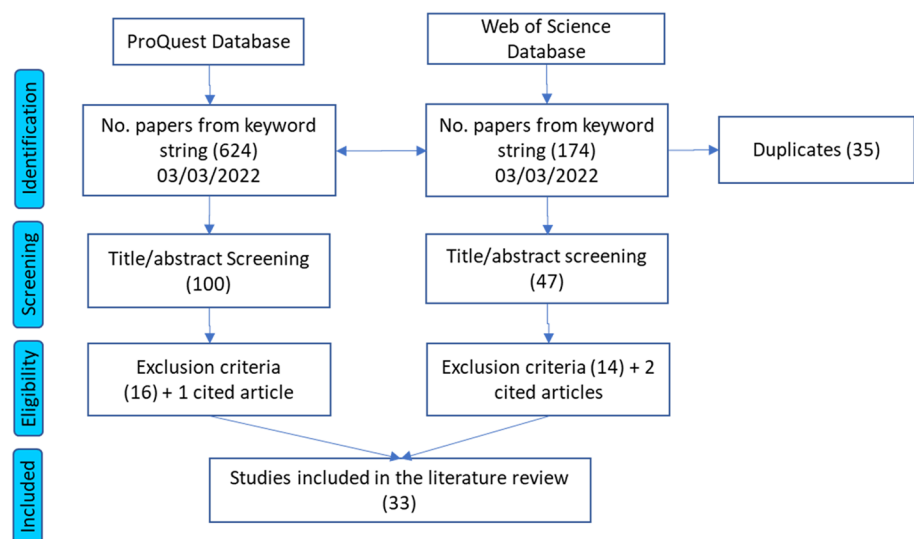 ProQuest Database
Web of Science
Database
Identification
No. papers from keyword
string (624)
03/03/2022
No. papers from keyword
string (174)
03/03/2022
Duplicates (35)
Screening
Title/abstract Screening
(100)
Title/abstract screening
(47)
Eligibility
Exclusion criteria
(16) + 1 cited article
Exclusion criteria (14) + 2
cited articles
Included
Studies included in the literature review
(33)